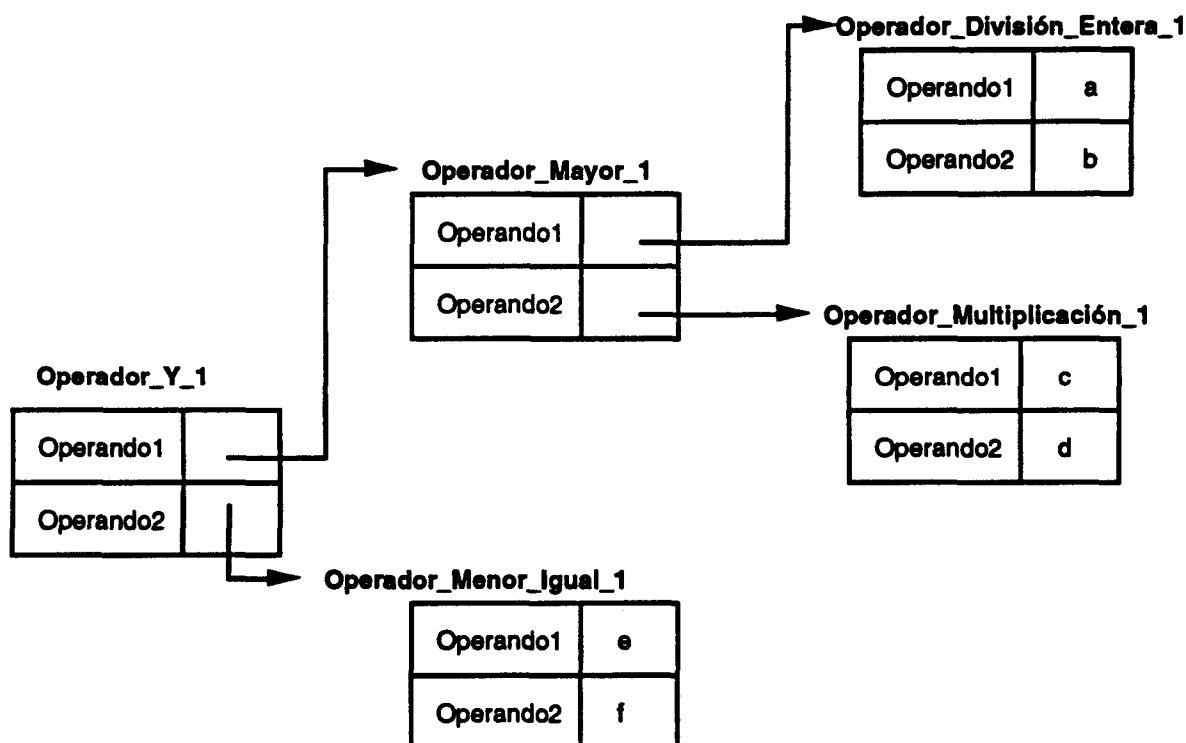 Operador_División_Entera_1
Operando1 a
Operando2 b
Operador_Mayor_1
Operando1
Operando2
Operador_Multiplicación_1
Operando1 c
Operando2 d
Operador_Y_1
Operando1
Operando2
Operador_Menor_Igual_1
Operando1 e
Operando2 f